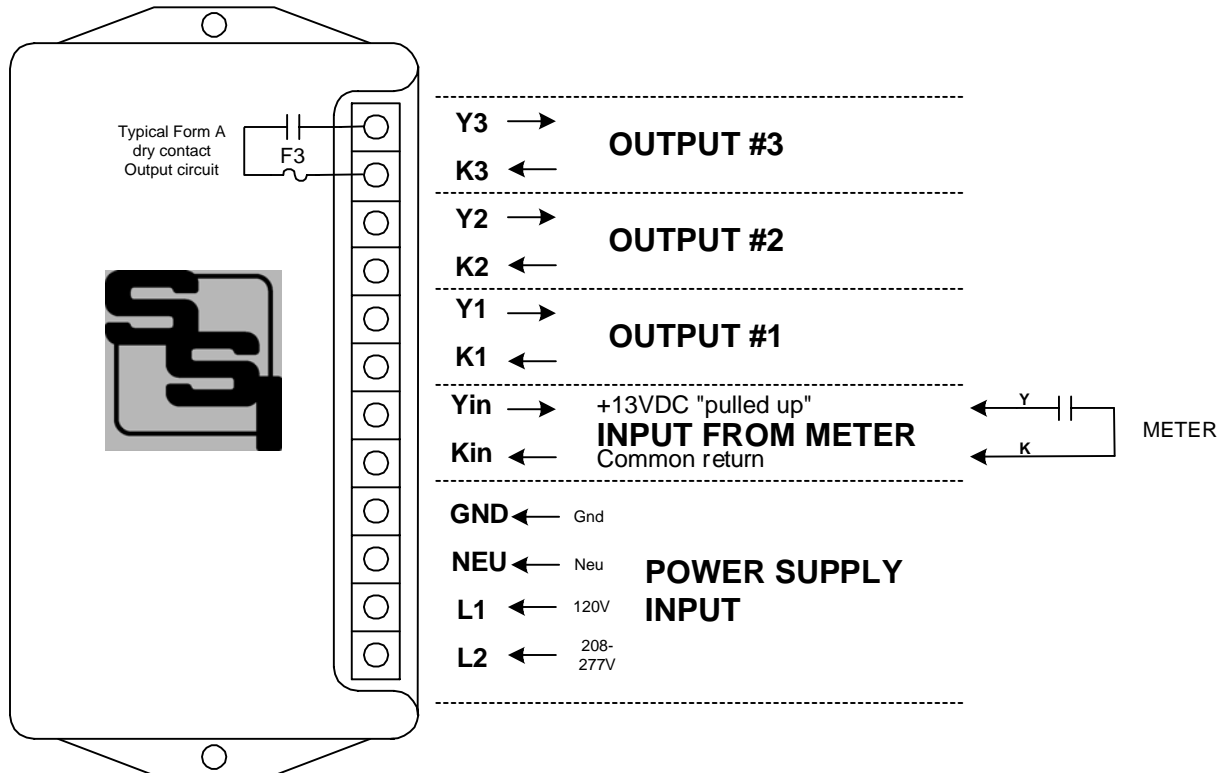 Typical Form A
dry contact
Output circuit
F3
SSI
Y3
K3
OUTPUT #3
Y2
K2
OUTPUT #2
Y1
K1
OUTPUT #1
Yin
+13VDC "pulled up"
INPUT FROM METER
Kin
Common return
Y
K
METER
GND
Gnd
NEU
Neu
L1
120V
L2
208-
277V
POWER SUPPLY
INPUT